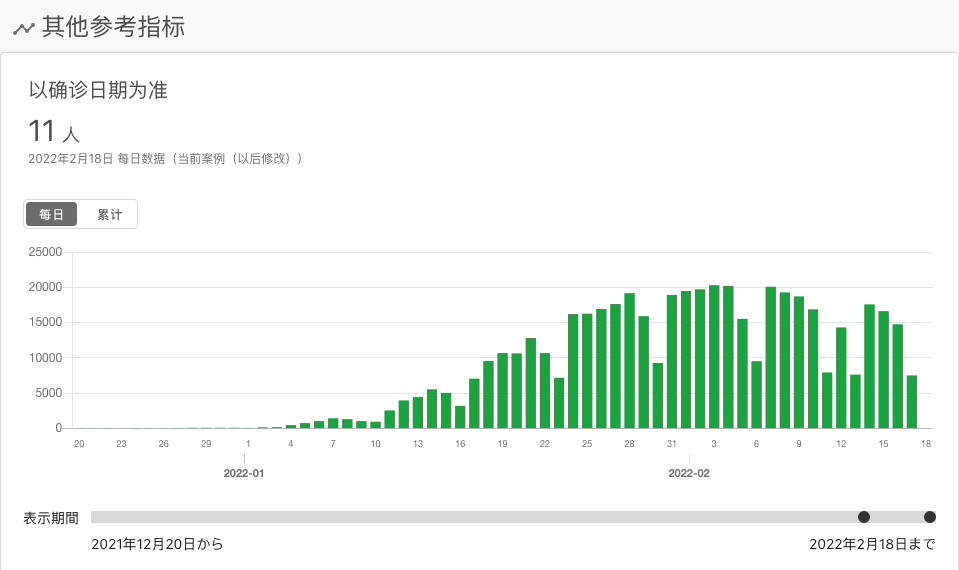 其他参考指标
以确诊日期为准
11 人
2022年2月18日 每日数据（当前案例（以后修改））
每日 累计
25000
20000
15000
10000
5000
0
20 23 26 29 1 4 7 10 13 16 19 22 25 28 31 3 6 9 12 15 18
2022-01 2022-02
表示期間
2021年12月20日から 2022年2月18日まで